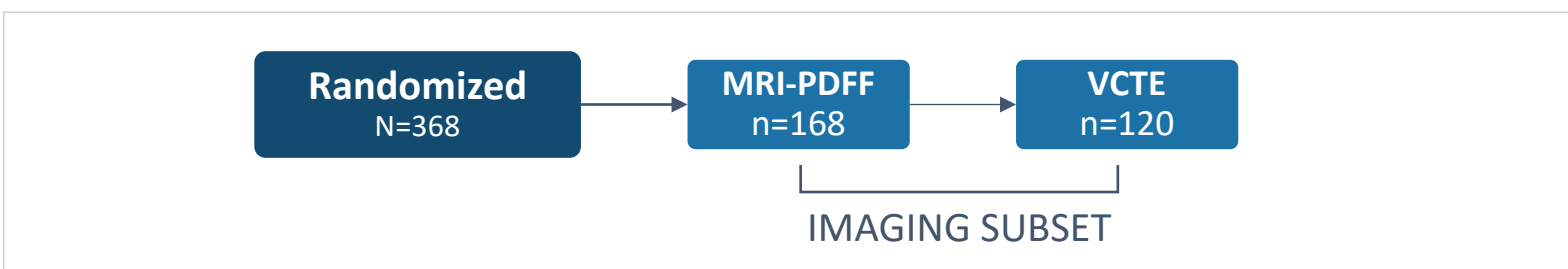 Randomized
N=368
MRI-PDFF
n=168
VCTE
n=120
IMAGING SUBSET